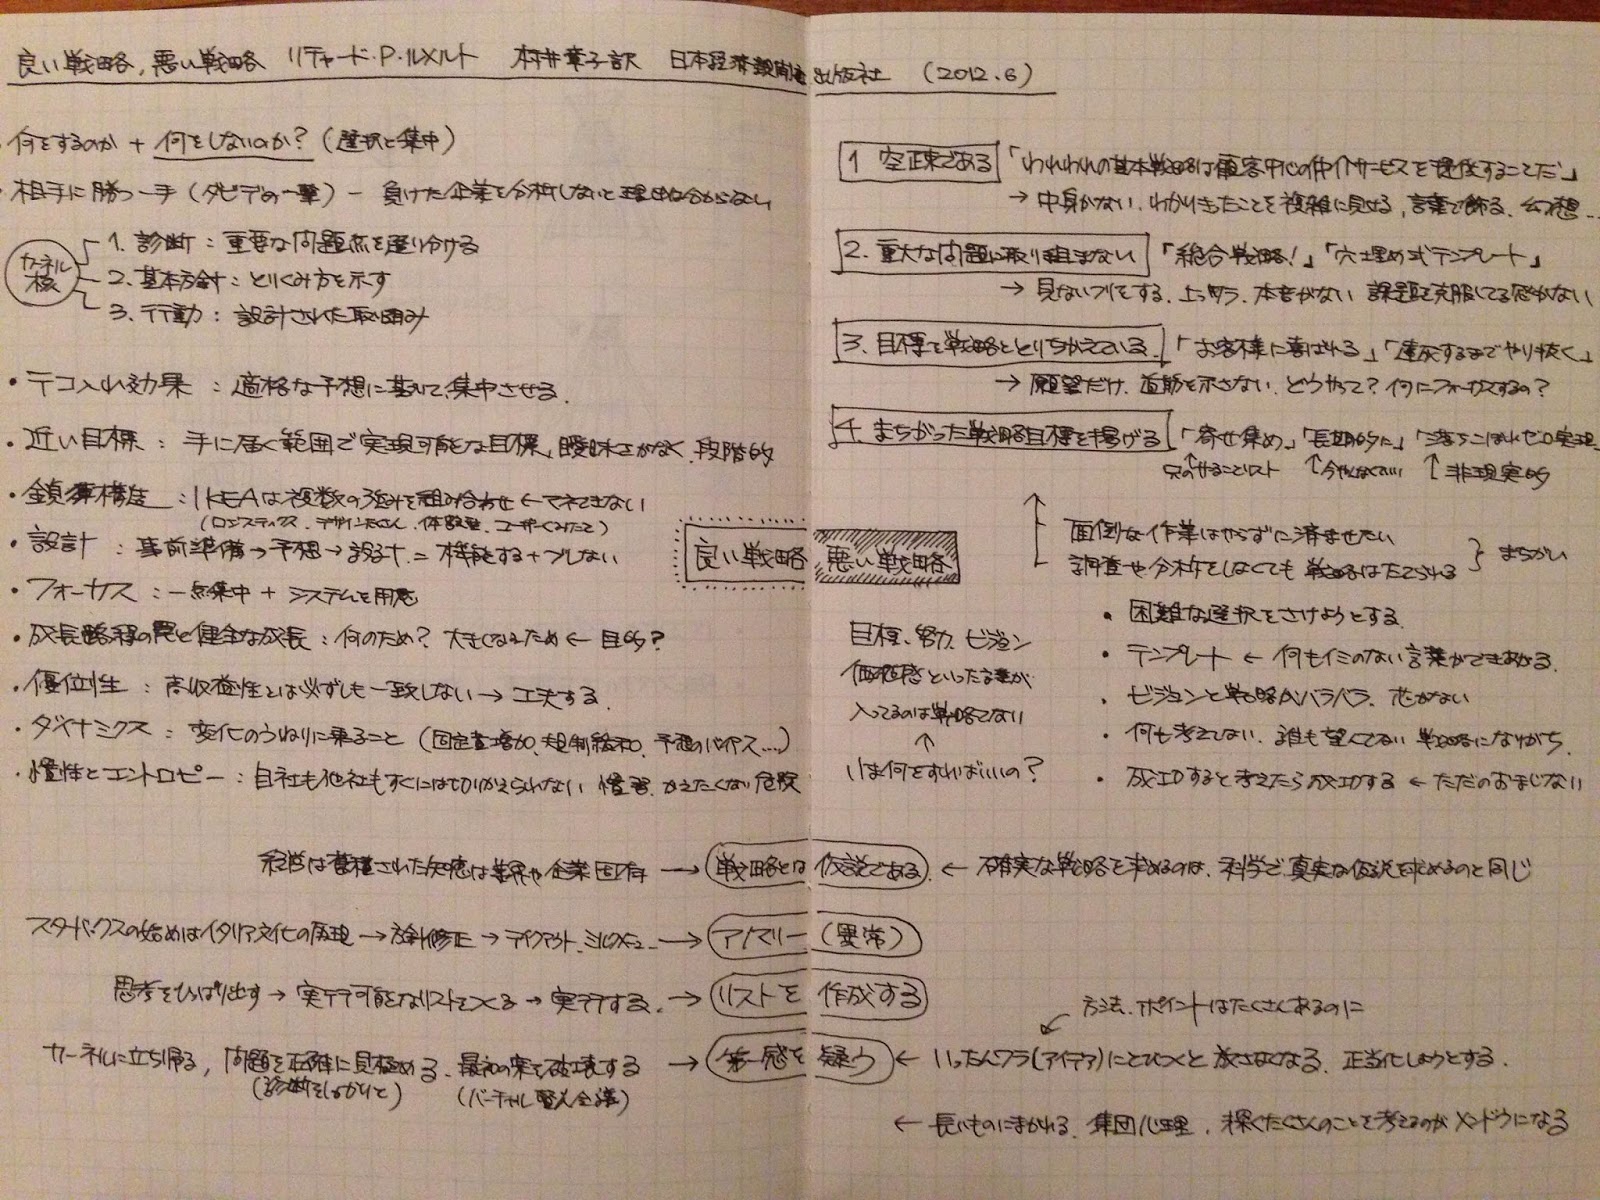 良い戦略、悪い戦略 リチャード・P・ルメルト 村井章子訳 日本経済新聞出版社 (2012.6)
何をするのか + 何をしないのか? (選択と集中)
相手に勝つ一手 (ダビデの一撃) - 負けた企業を分析しないと理由は分からない
カーネル
核
1. 診断 : 重要な問題点を選り分ける
2. 基本方針 : とりくみ方を示す
3. 行動 : 設計された取り組み
・テコ入れ効果 : 適格な予想に基いて、集中させる.
・近い目標 : 手に届く範囲で実現可能な目標、曖昧さがなく、段階的
・鎖構造 : IKEAは複数の強みを組み合わせ ← マネできない
(ロジスティクス、デザインたくさん、体験型、ユーザーくみたて)
・設計 : 事前準備 → 予想 → 設計 = 機能する + ブレない
・フォーカス : 一点集中 + システムを用意
・成長路程の罠と健全な成長 : 何のため? 大きくなるため ← 目的?
・優位性 : 高収益性とは必ずしも一致しない → 工夫する.
・ダイナミクス : 変化のうねりに乗ること (固定費増加、規制緩和、予想のバイアス....)
・慣性とエントロピー : 自社も他社もすぐには切りかえられない 慣習、かえたくない危険
1 空疎である 「われわれの基本戦略は顧客中心の仲介サービスを提供することだ」
→ 中身がない、わかりきったことを複雑に見せる、言葉で飾る、幻想...
2. 重大な問題に取り組まない 「総合戦略!」「穴埋め式テンプレート」
→ 見ないフリをする、上っ面、本音がない 課題を克服してる感がない
3. 目標を戦略ととりちがえている. 「お客様に喜ばれる」「達成するまでやり抜く」
→ 願望だけ、道筋を示さない、どうやって? 何にフォーカスするの?
4. まちがった戦略目標を掲げる 「寄せ集め」「長期的に」「落ちこぼれゼロ実現
↑ 只のやることリスト ↑ 今やんなくていい ↑ 非現実的
良い戦略 悪い戦略
面倒な作業はやらずに済ませたい
調査や分析をしなくても戦略はたてられる } まちがい
・困難な選択をさけようとする.
・テンプレート ← 何もイミのない言葉ができあがる.
・ビジョンと戦略がバラバラ、芯がない
・何も考えてない、誰も望んでない 戦略になりがち.
・成功すると考えたら成功する ← ただのおまじない
目標、努力、ビジョン
価値感といった言葉が
入ってるのは戦略でない
↑
いま何をすればいいの?
経営は蓄積された知恵は業界や企業固有 → 戦略とは仮説である. ← 確実な戦略を求めるのは、科学で真実な仮説を求めるのと同じ
スターバックスの始めはイタリア文化の再現 → 方針修正 → テイクアウト、ミルクメニュー → アノマリー (異常)
思考をひっぱり出す → 実行可能なリストをつくる → 実行する. → リストを作成する
カーネルに立ち帰る, 問題を正確に見極める、最初の案を破壊する → 第一感を疑う ← いったんワラ(アイデア)にとびつくと放さなくなる、正当化しようとする.
(診断をしっかりと) (バーチャル賢人会議)
方法、ポイントはたくさんあるのに
← 長いものにまかれる、集団心理、深くたくさんのことを考えるのがメンドウになる